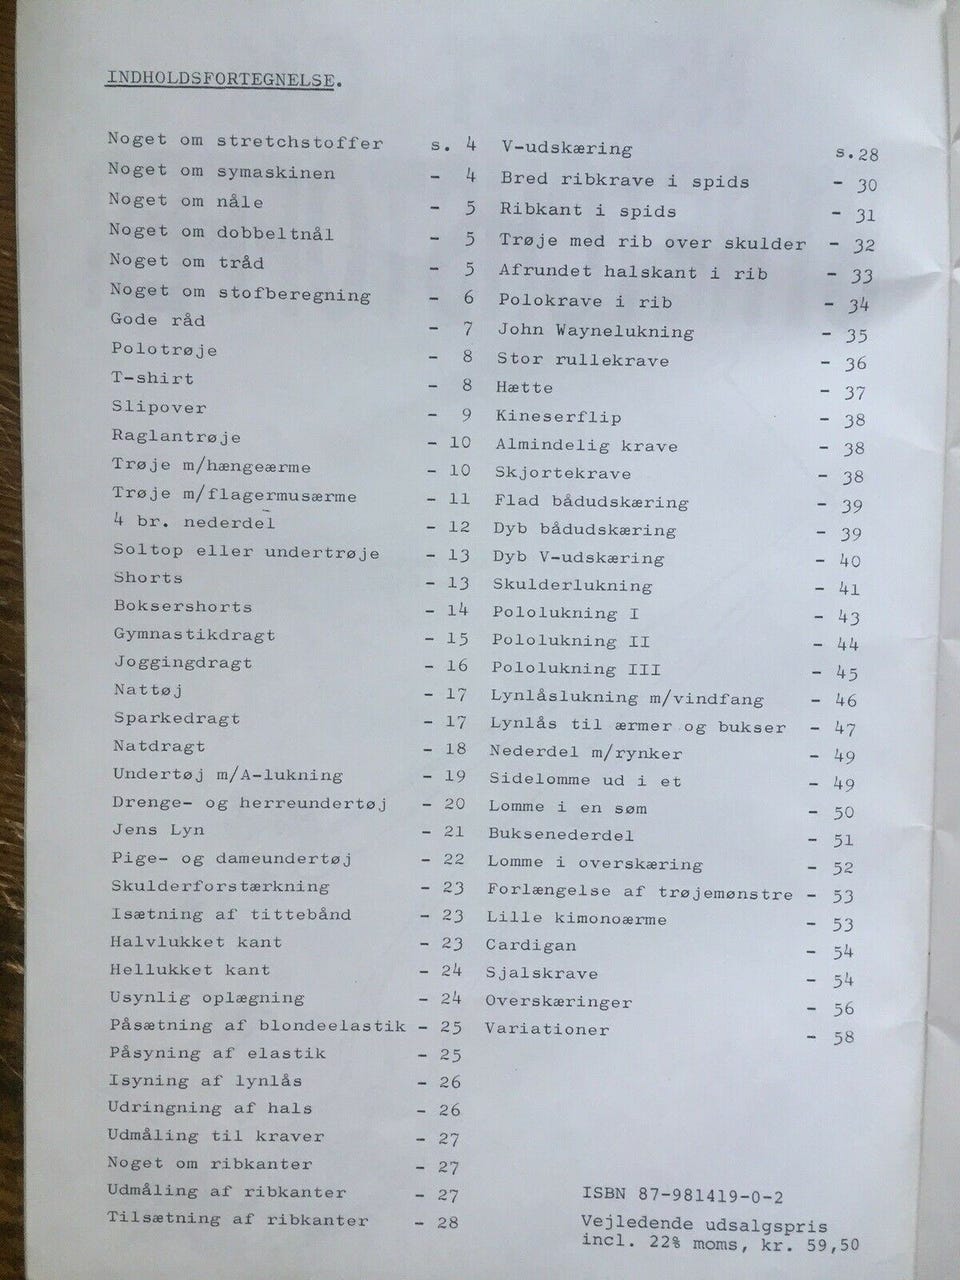 INDHOLDSFORTEGNELSE.
Noget om stretchstoffer s. 4
Noget om symaskinen - 4
Noget om nåle - 5
Noget om dobbeltnål - 5
Noget om tråd - 5
Noget om stofberegning - 6
Gode råd - 7
Polotrøje - 8
T-shirt - 8
Slipover - 9
Raglantrøje - 10
Trøje m/hængeærme - 10
Trøje m/flagermusærme - 11
4 br. nederdel - 12
Soltop eller undertrøje - 13
Shorts - 13
Boksershorts - 14
Gymnastikdragt - 15
Joggingdragt - 16
Nattøj - 17
Sparkedragt - 17
Natdragt - 18
Undertøj m/A-lukning - 19
Drenge- og herreundertøj - 20
Jens Lyn - 21
Pige- og dameundertøj - 22
Skulderforstærkning - 23
Isætning af tittebånd - 23
Halvlukket kant - 23
Hellukket kant - 24
Usynlig oplægning - 24
Påsætning af blondeelastik - 25
Påsyning af elastik - 25
Isyning af lynlås - 26
Udringning af hals - 26
Udmåling til kraver - 27
Noget om ribkanter - 27
Udmåling af ribkanter - 27
Tilsætning af ribkanter - 28
V-udskæring s.28
Bred ribkrave i spids - 30
Ribkant i spids - 31
Trøje med rib over skulder - 32
Afrundet halskant i rib - 33
Polokrave i rib - 34
John Waynelukning - 35
Stor rullekrave - 36
Hætte - 37
Kineserflip - 38
Almindelig krave - 38
Skjortekrave - 38
Flad bådudskæring - 39
Dyb bådudskæring - 39
Dyb V-udskæring - 40
Skulderlukning - 41
Pololukning I - 43
Pololukning II - 44
Pololukning III - 45
Lynlåslukning m/vindfang - 46
Lynlås til ærmer og bukser - 47
Nederdel m/rynker - 49
Sidelomme ud i et - 49
Lomme i en søm - 50
Buksenederdel - 51
Lomme i overskæring - 52
Forlængelse af trøjemønstre - 53
Lille kimonoærme - 53
Cardigan - 54
Sjalskrave - 54
Overskæringer - 56
Variationer - 58
ISBN 87-981419-0-2
Vejledende udsalgspris
incl. 22% moms, kr. 59,50